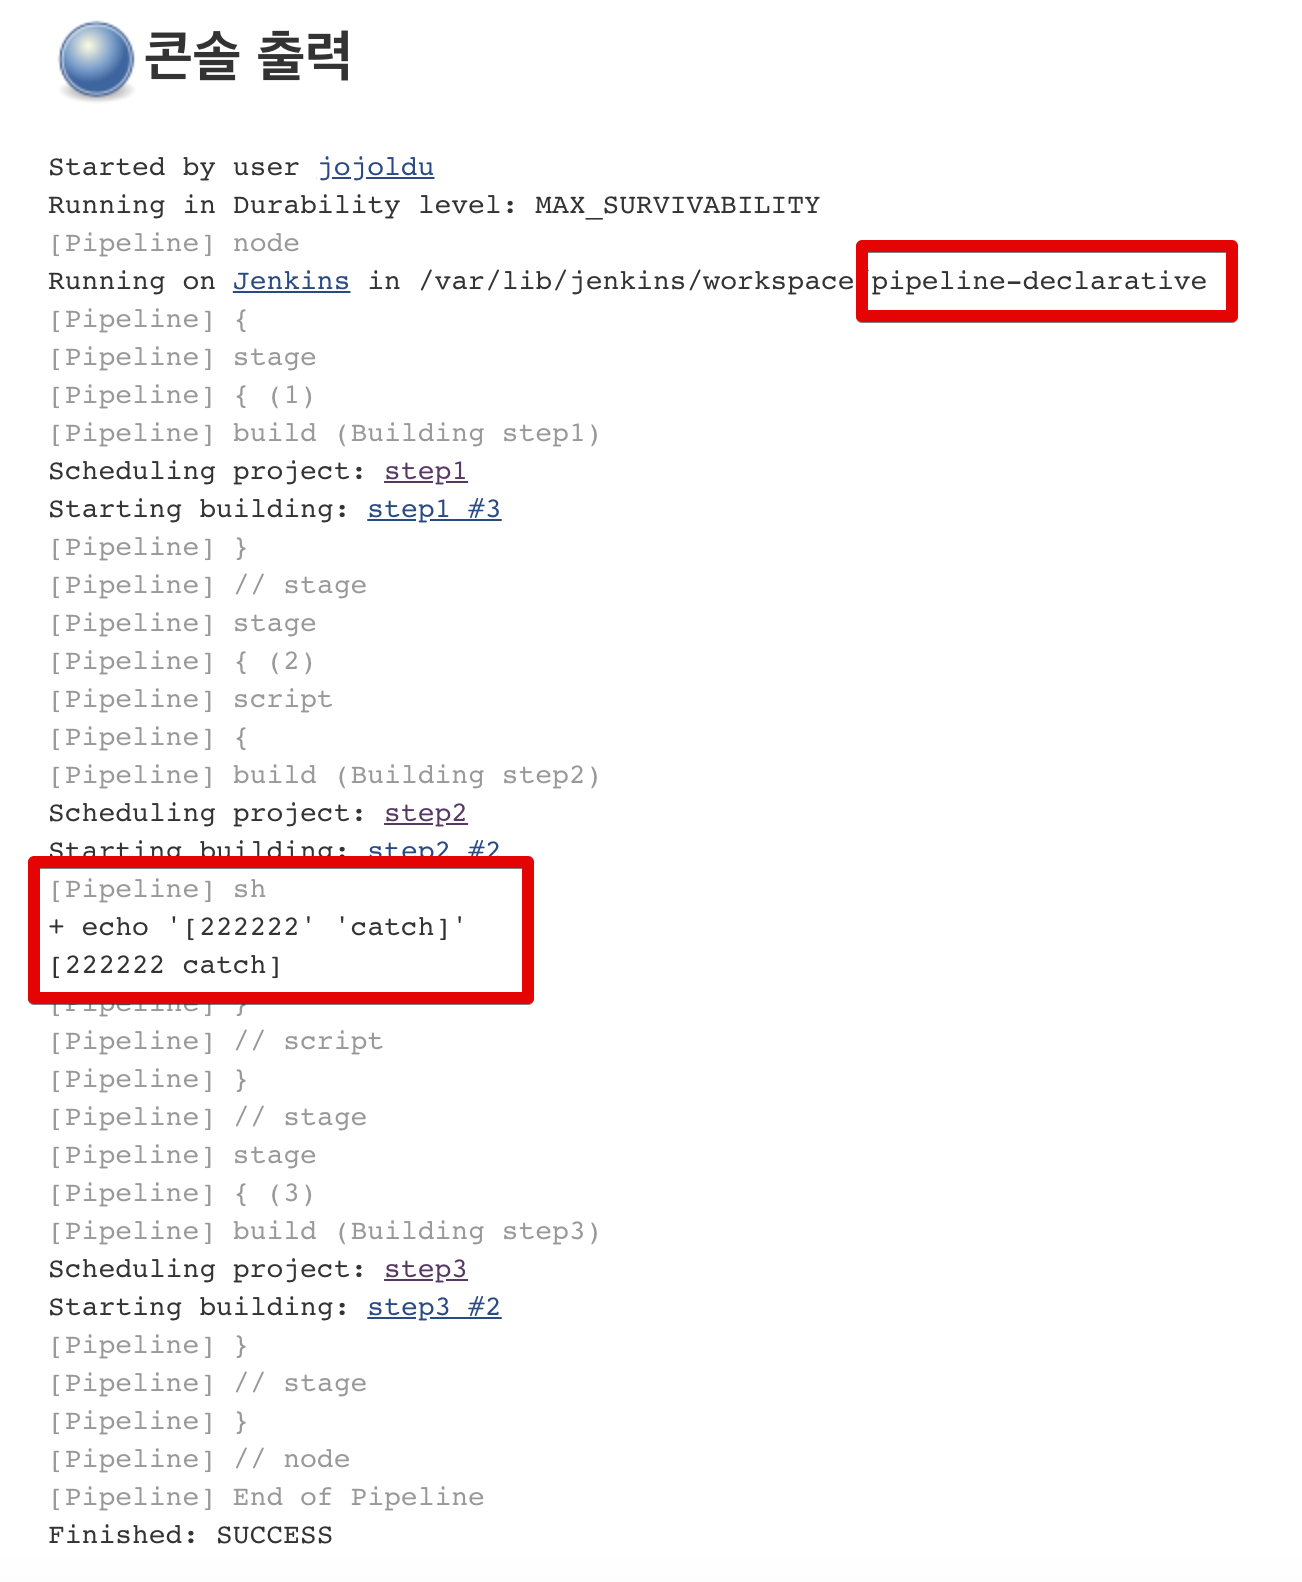 콘솔 출력
Started by user jojoldu
Running in Durability level: MAX_SURVIVABILITY
[Pipeline] node
Running on Jenkins in /var/lib/jenkins/workspace/pipeline-declarative
[Pipeline] {
[Pipeline] stage
[Pipeline] { (1)
[Pipeline] build (Building step1)
Scheduling project: step1
Starting building: step1 #3
[Pipeline] }
[Pipeline] // stage
[Pipeline] stage
[Pipeline] { (2)
[Pipeline] script
[Pipeline] {
[Pipeline] build (Building step2)
Scheduling project: step2
Starting building: step2 #2
[Pipeline] sh
+ echo '[222222' 'catch]'
[222222 catch]
[Pipeline] }
[Pipeline] // script
[Pipeline] }
[Pipeline] // stage
[Pipeline] stage
[Pipeline] { (3)
[Pipeline] build (Building step3)
Scheduling project: step3
Starting building: step3 #2
[Pipeline] }
[Pipeline] // stage
[Pipeline] }
[Pipeline] // node
[Pipeline] End of Pipeline
Finished: SUCCESS